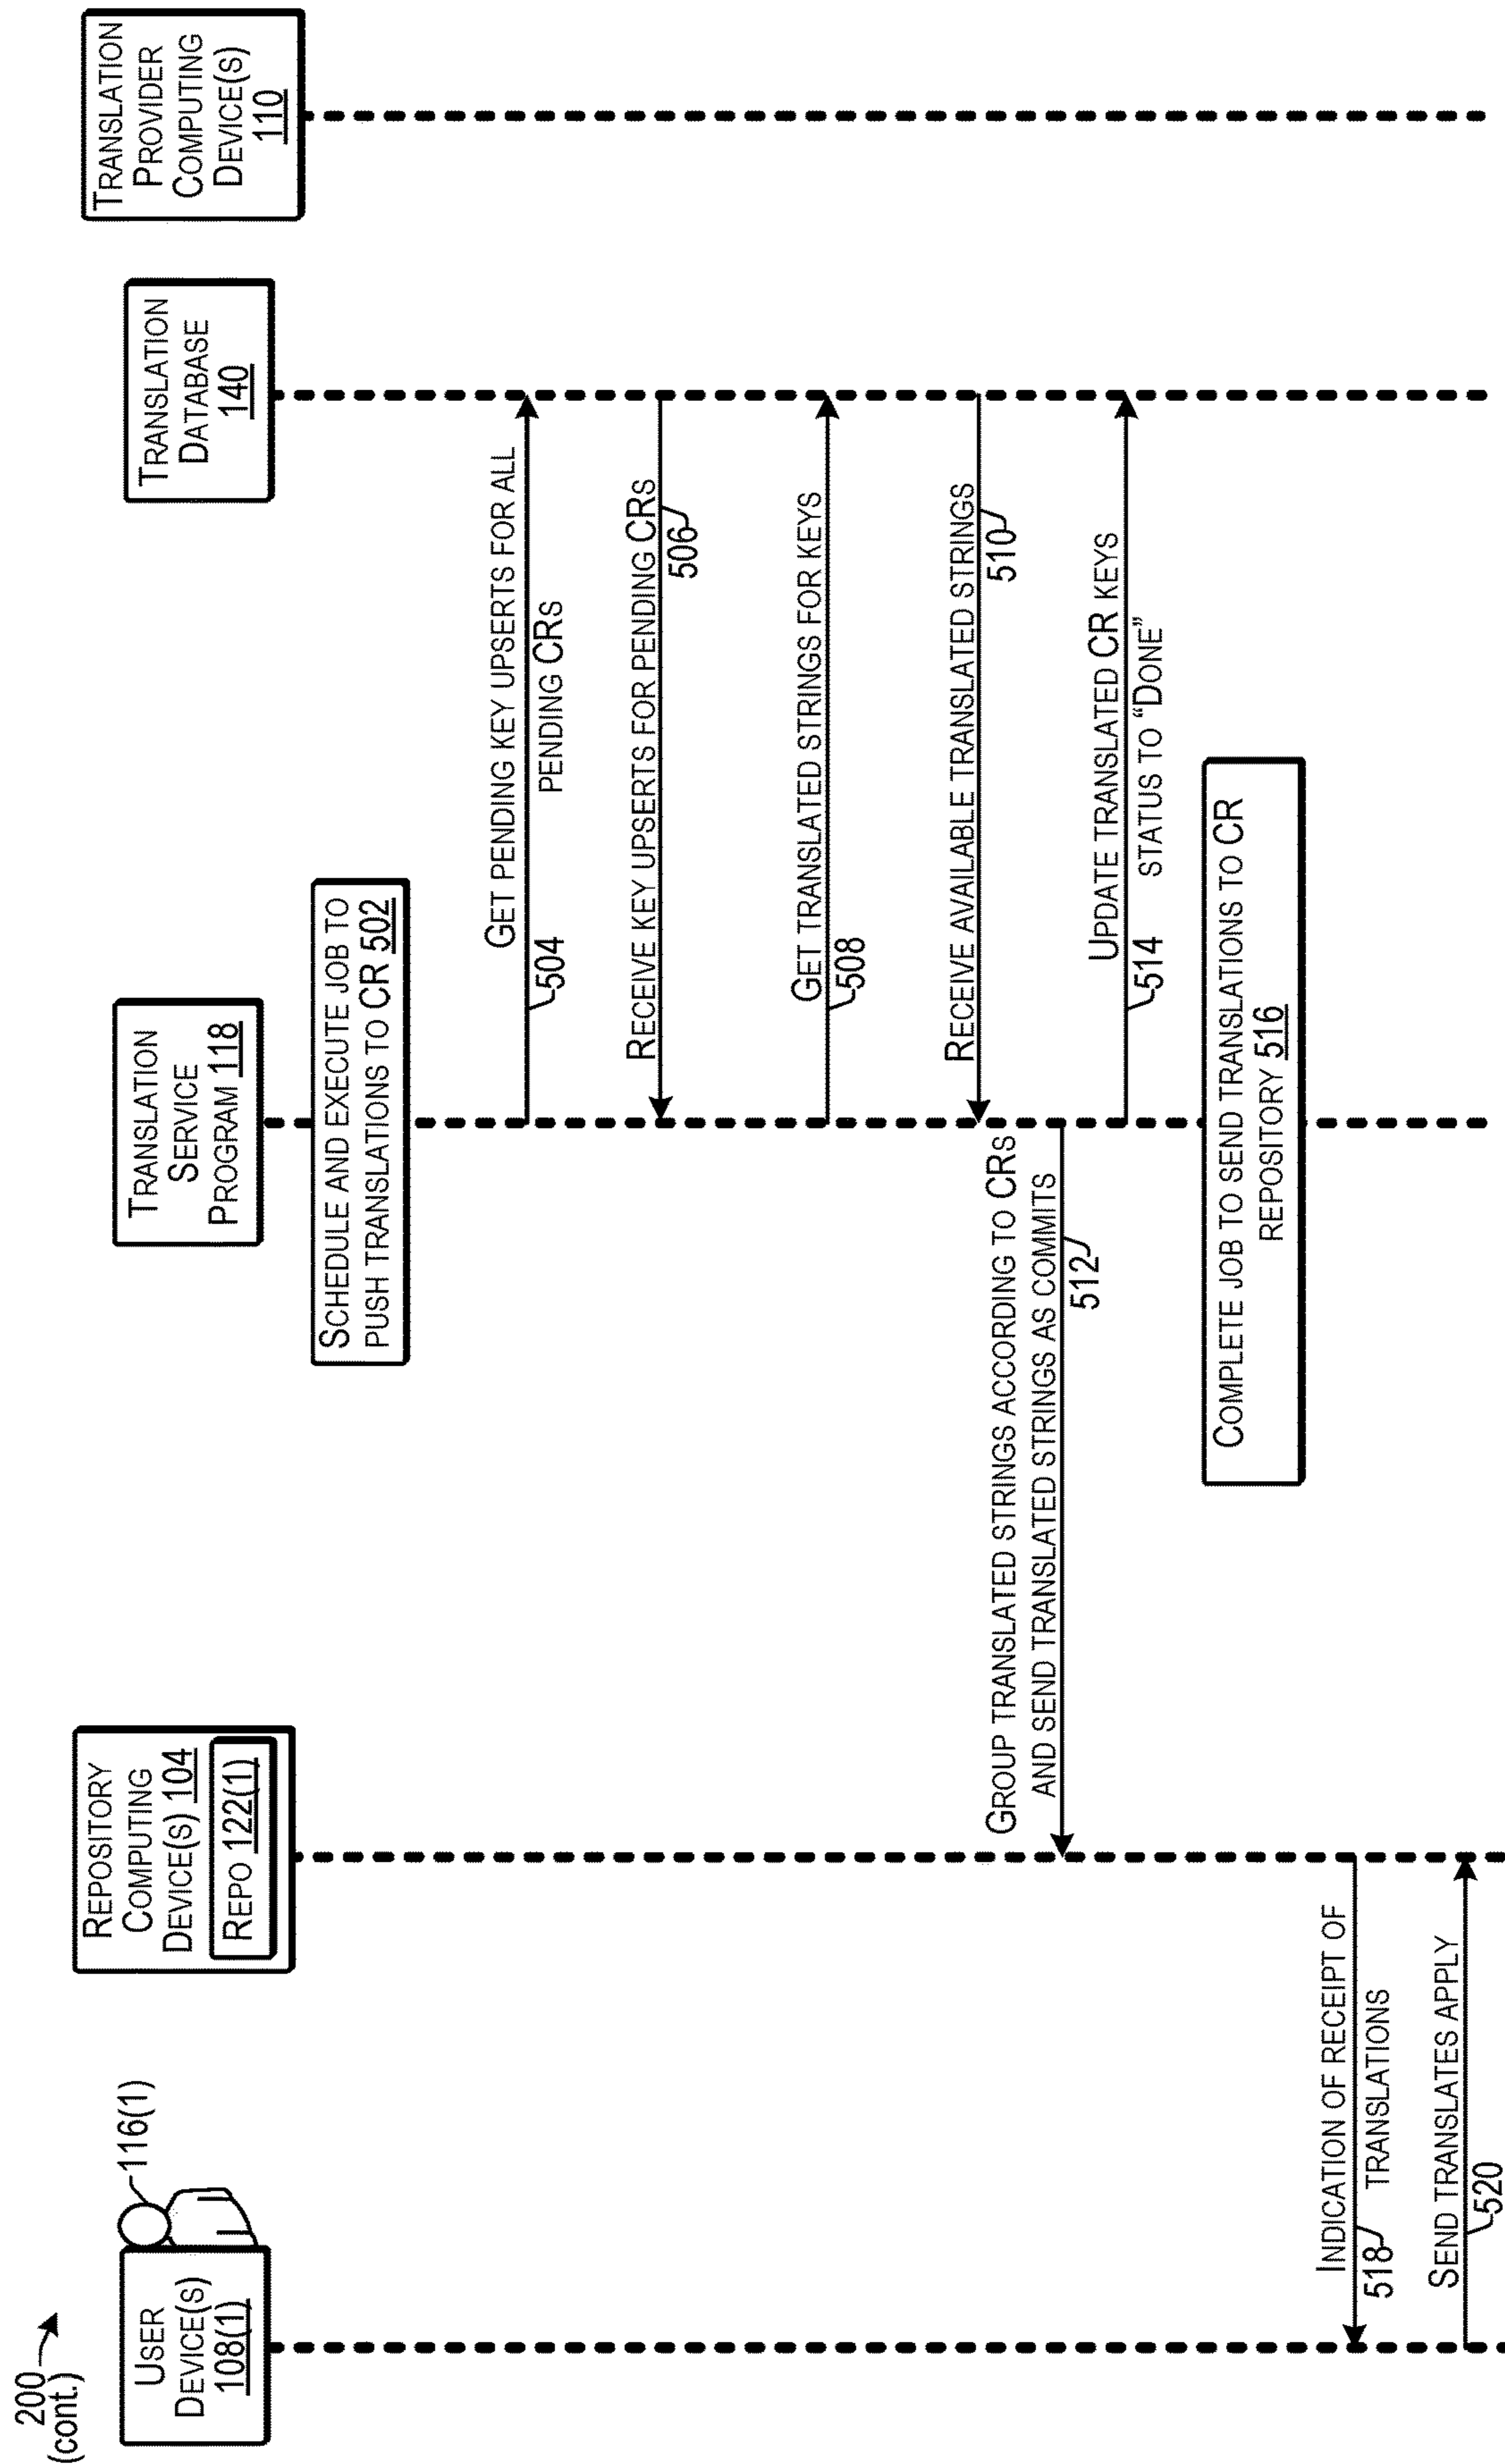 200
(cont.)
USER
DEVICE(S)
108(1)
116(1)
REPOSITORY
COMPUTING
DEVICE(S) 104
REPO 122(1)
TRANSLATION
SERVICE
PROGRAM 118
TRANSLATION
DATABASE
140
TRANSLATION
PROVIDER
COMPUTING
DEVICE(S)
110
SCHEDULE AND EXECUTE JOB TO
PUSH TRANSLATIONS TO CR 502
GET PENDING KEY UPSERTS FOR ALL
504
PENDING CRS
RECEIVE KEY UPSERTS FOR PENDING CRS
506
GET TRANSLATED STRINGS FOR KEYS
508
RECEIVE AVAILABLE TRANSLATED STRINGS
510
GROUP TRANSLATED STRINGS ACCORDING TO CRS
AND SEND TRANSLATED STRINGS AS COMMITS
512
UPDATE TRANSLATED CR KEYS
514
STATUS TO “DONE”
COMPLETE JOB TO SEND TRANSLATIONS TO CR
REPOSITORY 516
INDICATION OF RECEIPT OF
518
TRANSLATIONS
SEND TRANSLATES APPLY
520